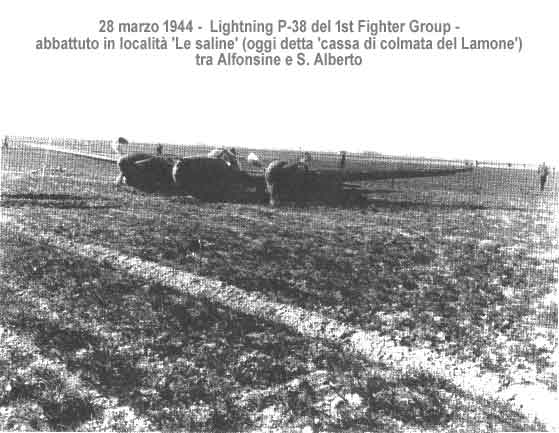 28 marzo 1944 - Lightning P-38 del 1st Fighter Group -
abbattuto in località 'Le saline' (oggi detta 'cassa di colmata del Lamone')
tra Alfonsine e S. Alberto